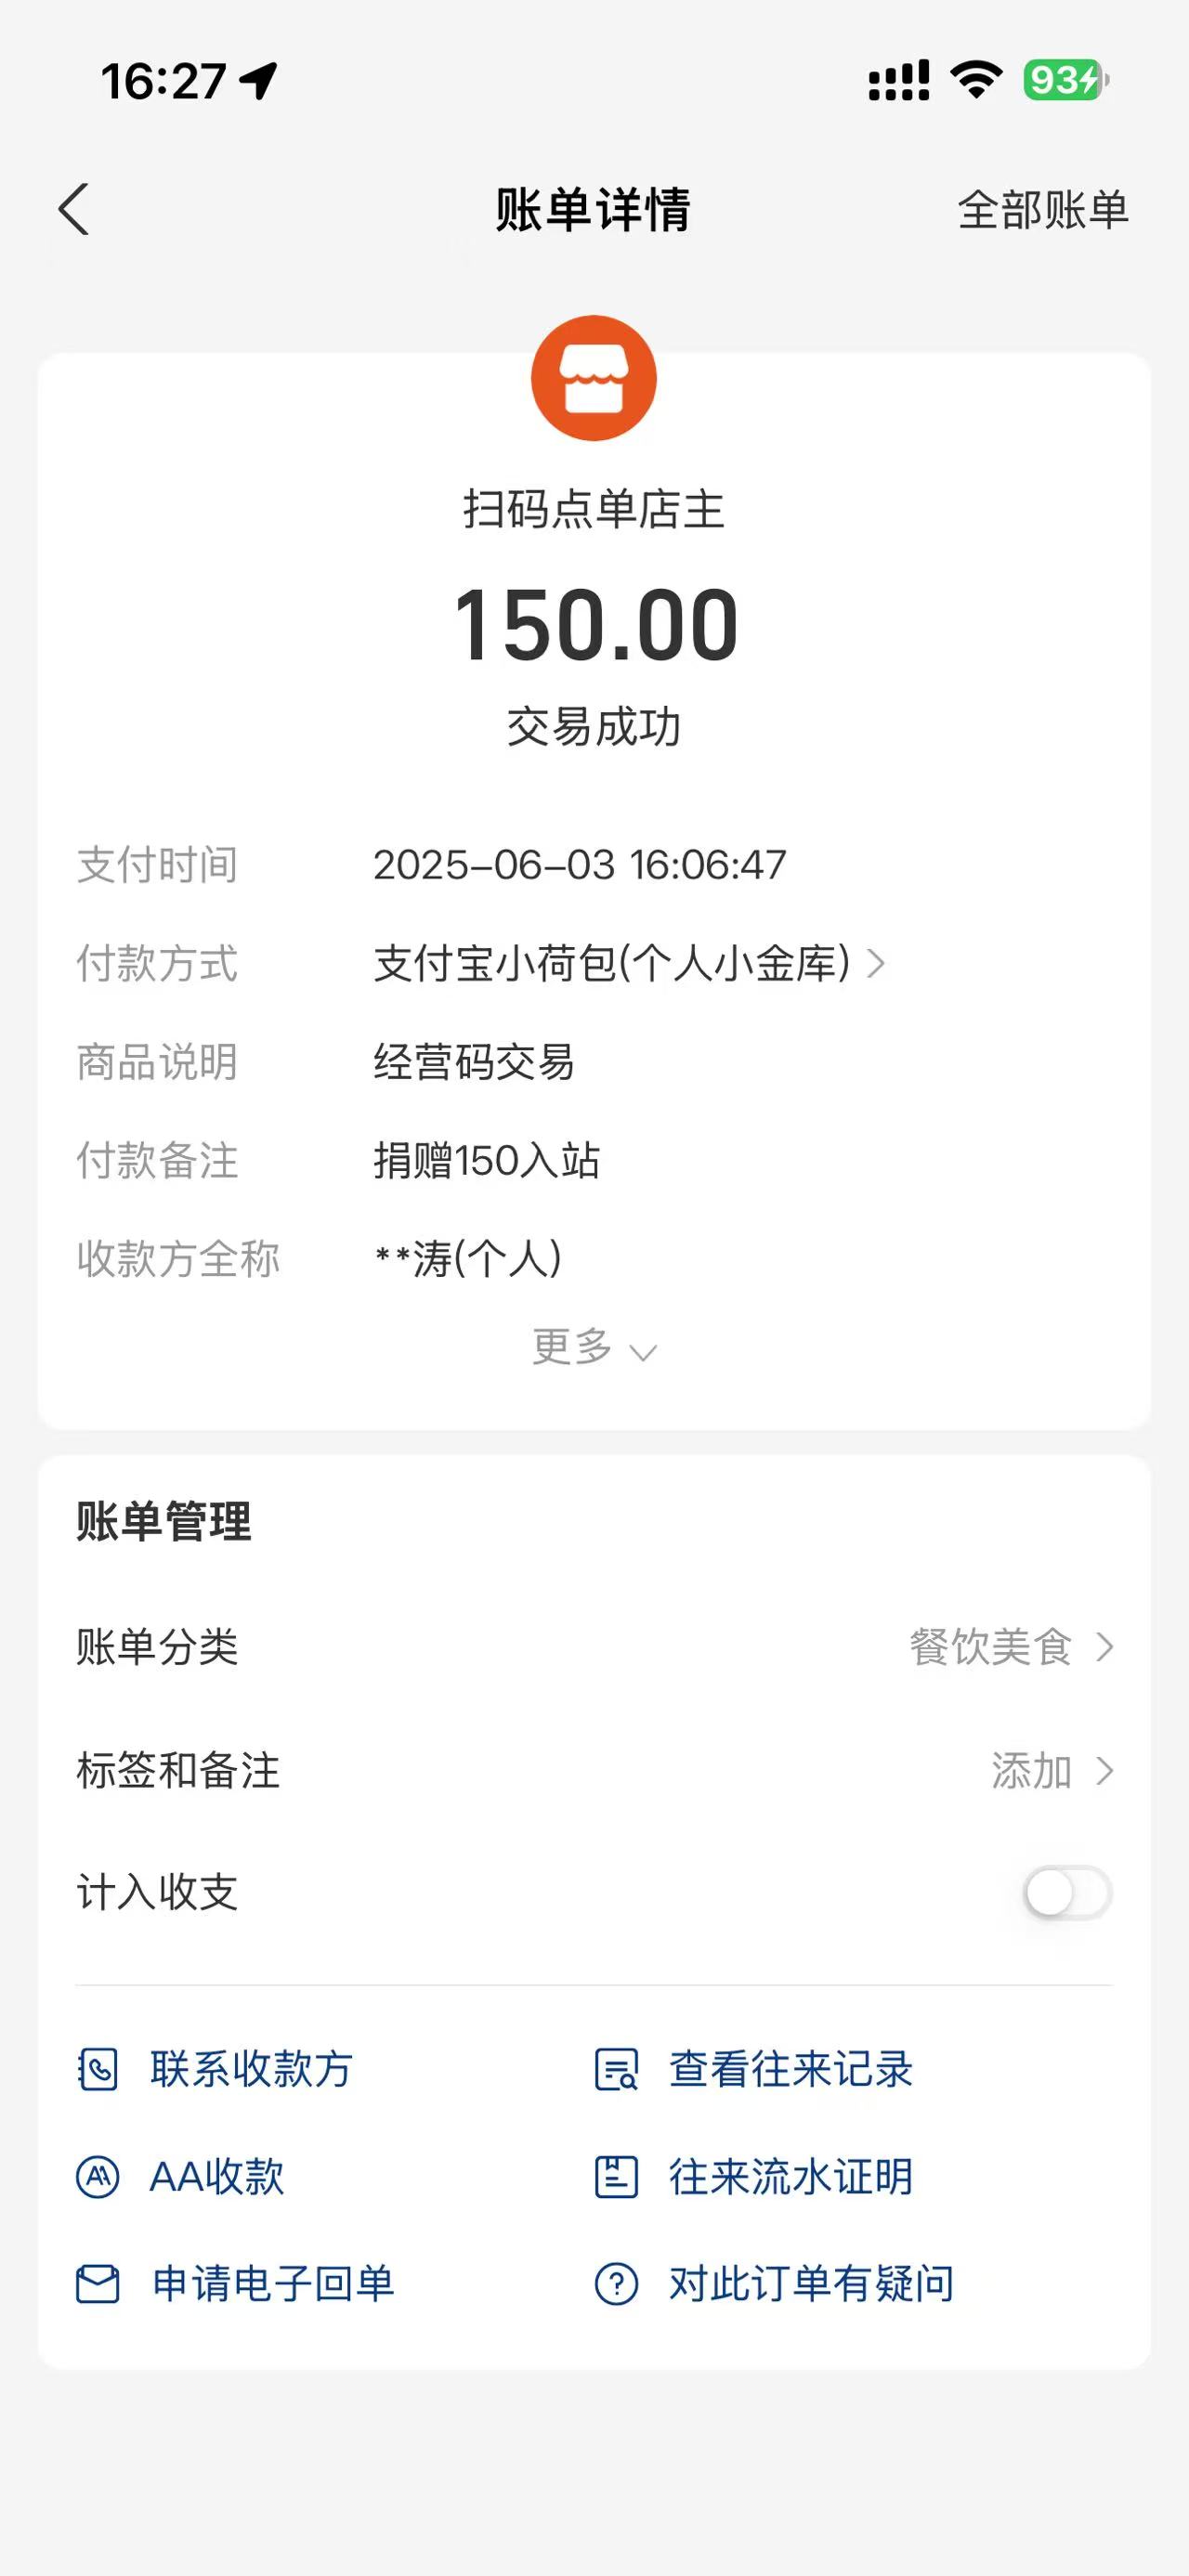 16:27
93
账单详情
全部账单
扫码点单店主
150.00
交易成功
支付时间 2025-06-03 16:06:47
付款方式 支付宝小荷包(个人小金库)
商品说明 经营码交易
付款备注 捐赠150入站
收款方全称 **涛(个人)
更多
账单管理
账单分类 餐饮美食
标签和备注 添加
计入收支
联系收款方 查看往来记录
AA收款 往来流水证明
申请电子回单 对此订单有疑问